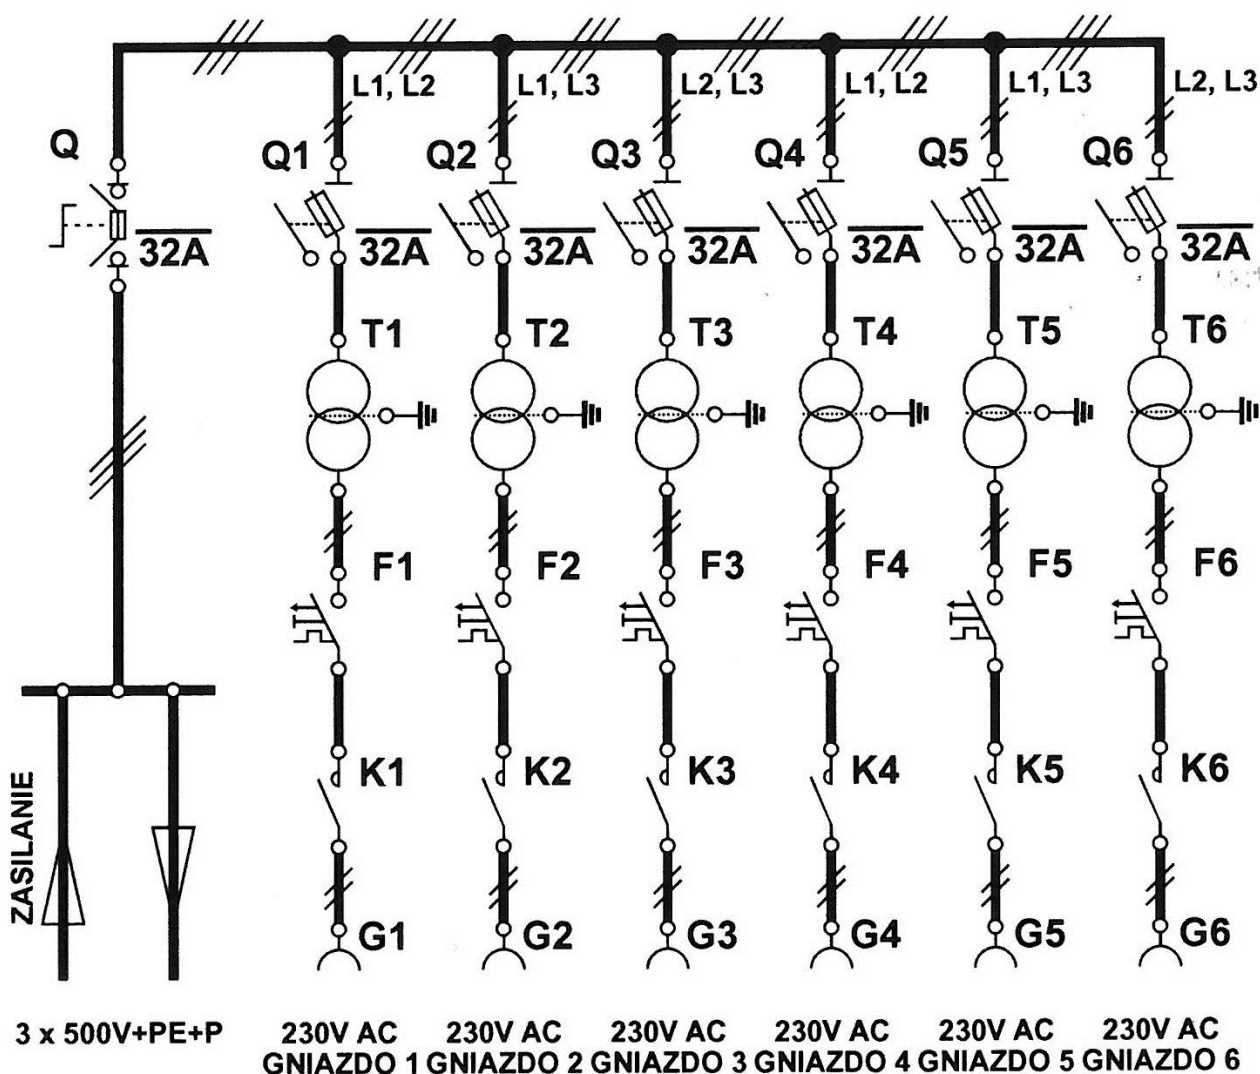 L1, L2 L1, L3 L2, L3 L1, L2 L1, L3 L2, L3
Q Q1 Q2 Q3 Q4 Q5 Q6
32A 32A 32A 32A 32A 32A 32A
T1 T2 T3 T4 T5 T6
F1 F2 F3 F4 F5 F6
K1 K2 K3 K4 K5 K6
ZASILANIE
G1 G2 G3 G4 G5 G6
3 x 500V+PE+P 230V AC 230V AC 230V AC 230V AC 230V AC 230V AC
GNIAZDO 1 GNIAZDO 2 GNIAZDO 3 GNIAZDO 4 GNIAZDO 5 GNIAZDO 6